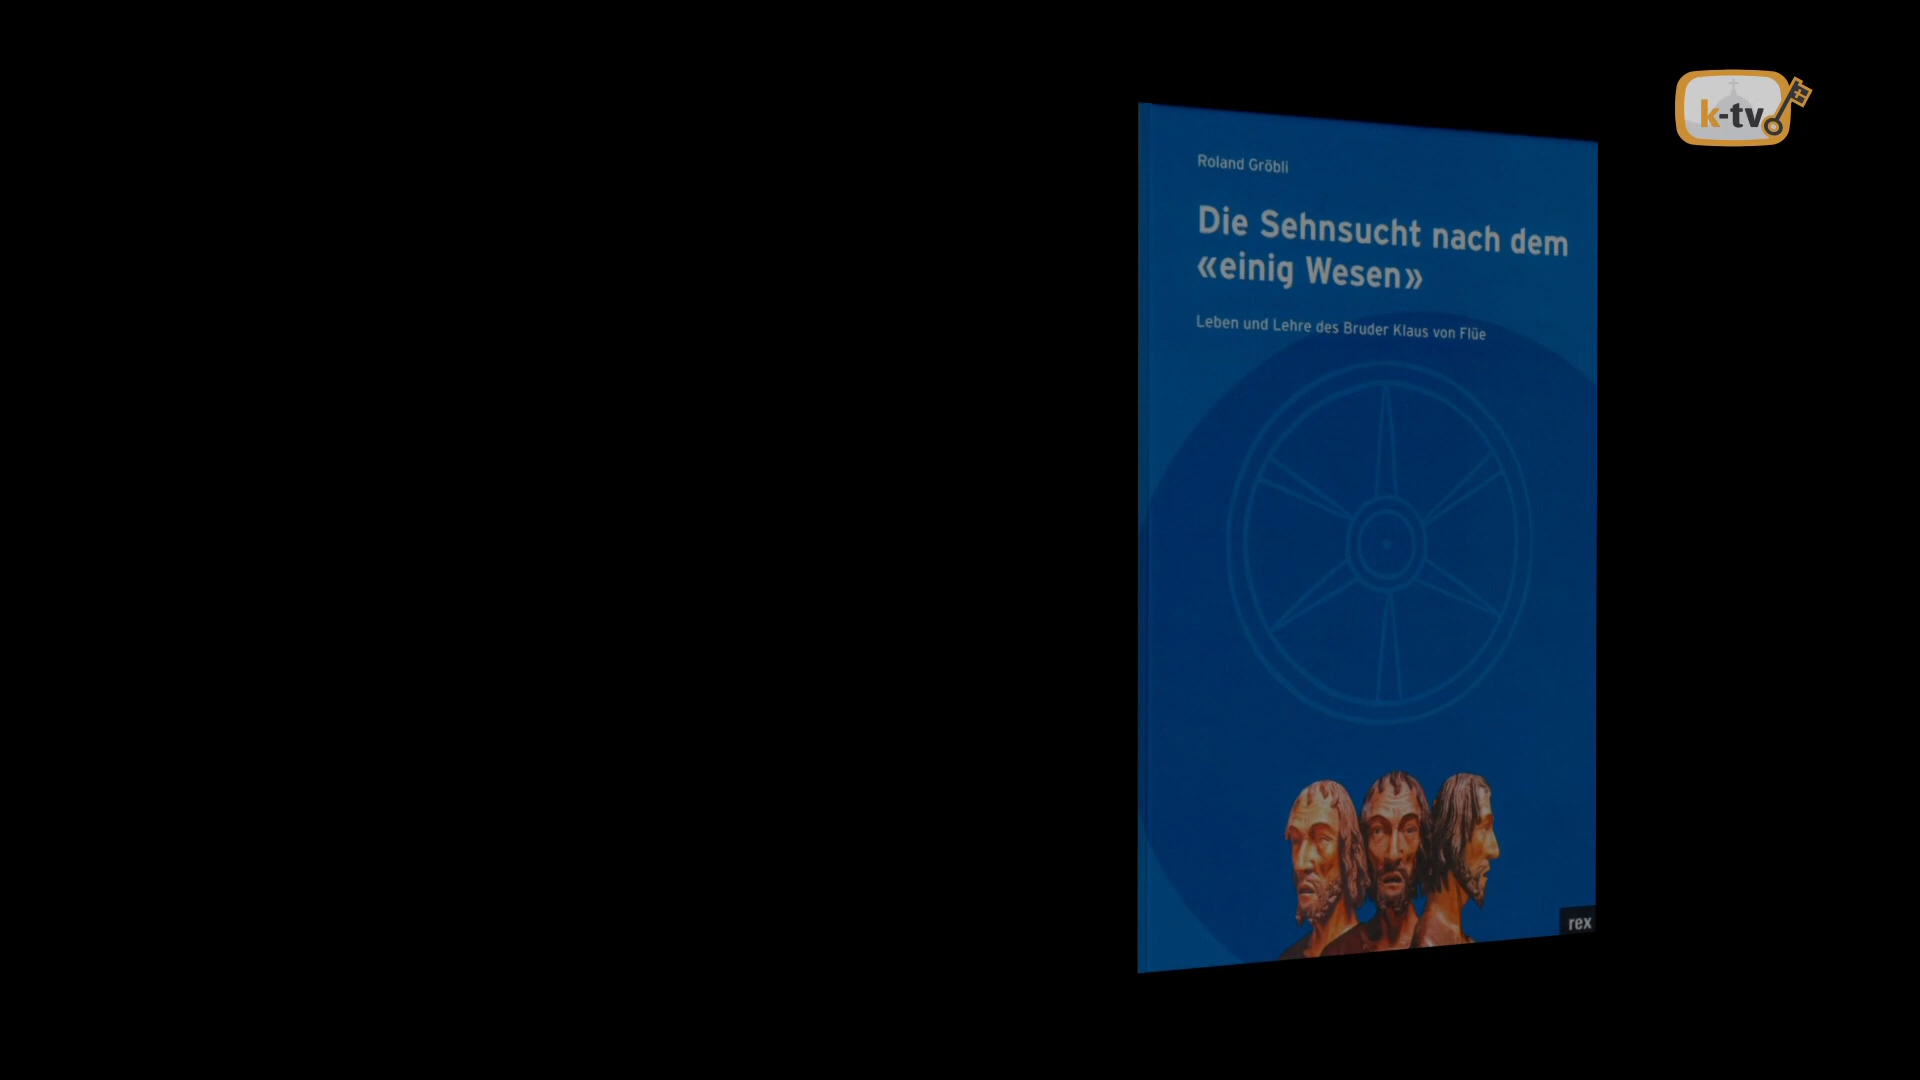 k-tv
Roland Gröbli
Die Sehnsucht nach dem
«einig Wesen»
Leben und Lehre des Bruder Klaus von Flüe
rex